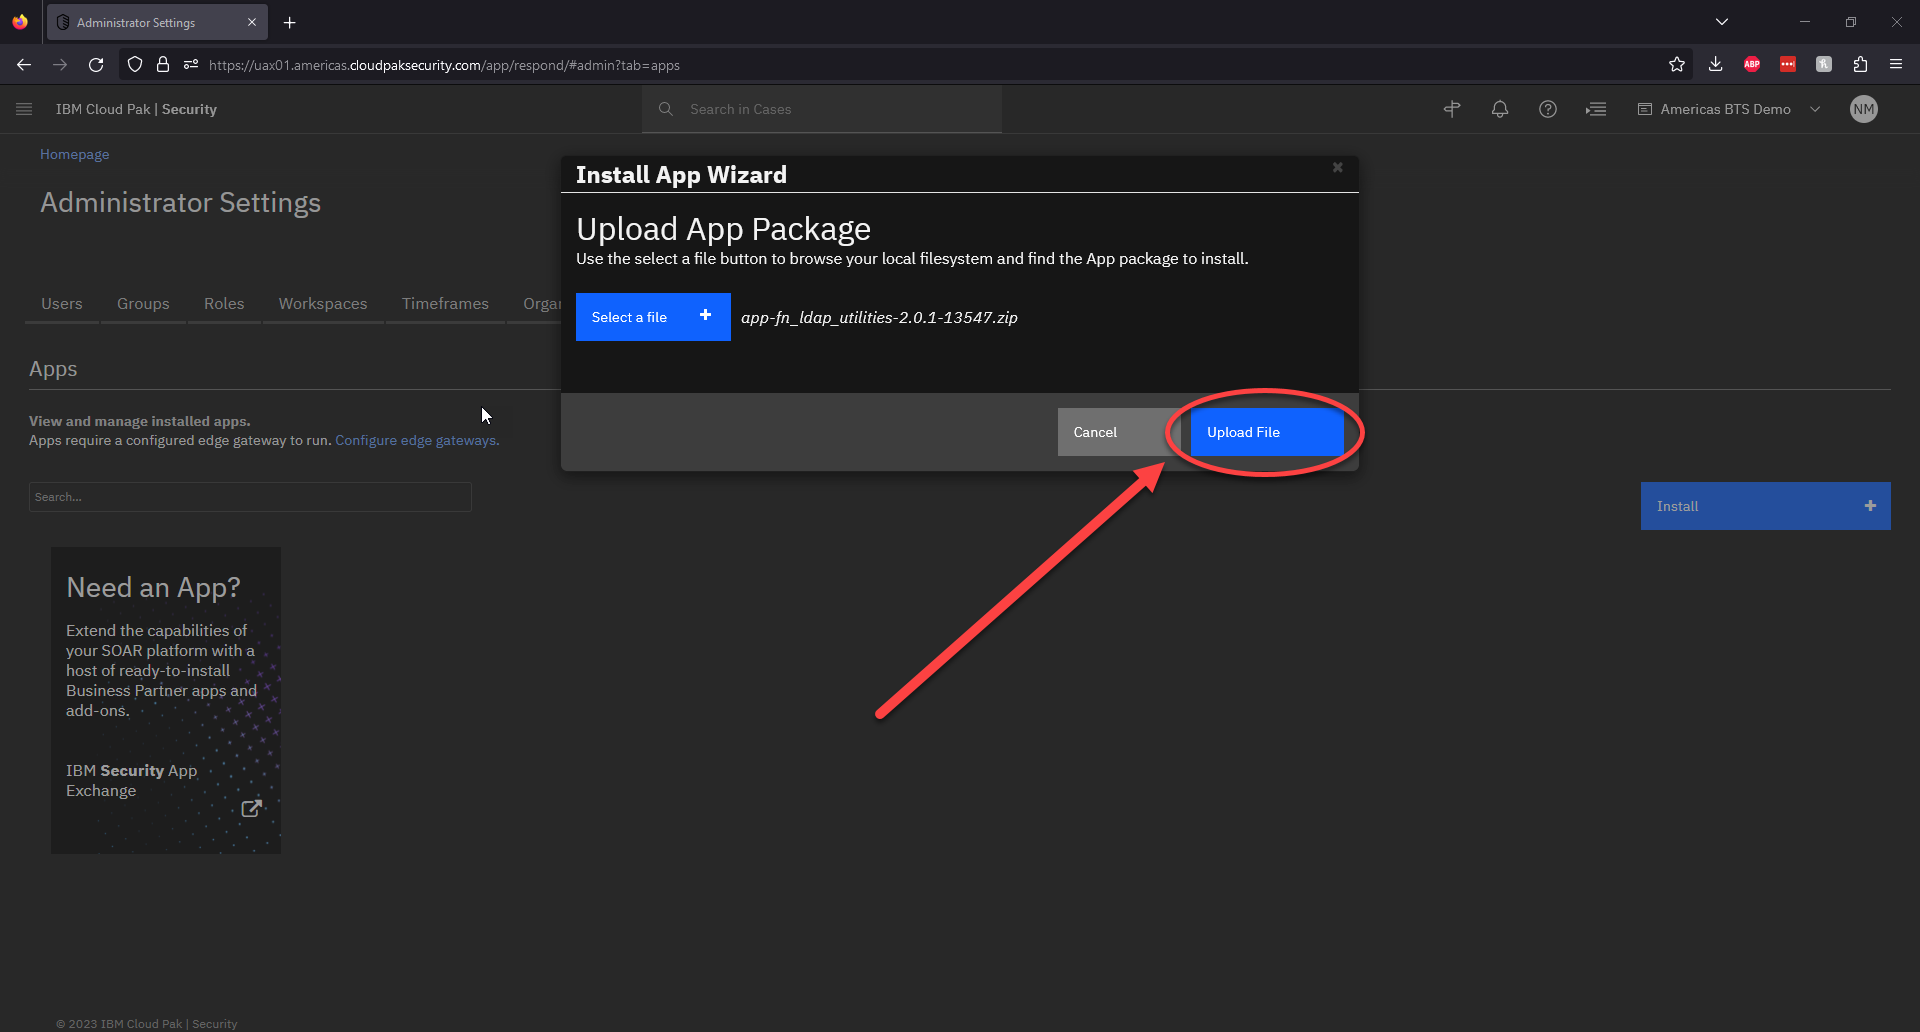 Administrator Settings
https://uax01.americas.cloudpaksecurity.com/app/respond/#admin?tab=apps
ABP
IBM Cloud Pak | Security
Search in Cases
Americas BTS Demo
NM
Homepage
Administrator Settings
Install App Wizard
Upload App Package
Use the select a file button to browse your local filesystem and find the App package to install.
Users Groups Roles Workspaces Timeframes Organ
Select a file
app-fn_ldap_utilities-2.0.1-13547.zip
Apps
View and manage installed apps.
Apps require a configured edge gateway to run. Configure edge gateways.
Cancel
Upload File
Search...
Install
Need an App?
Extend the capabilities of
your SOAR platform with a
host of ready-to-install
Business Partner apps and
add-ons.
IBM Security App
Exchange
© 2023 IBM Cloud Pak | Security